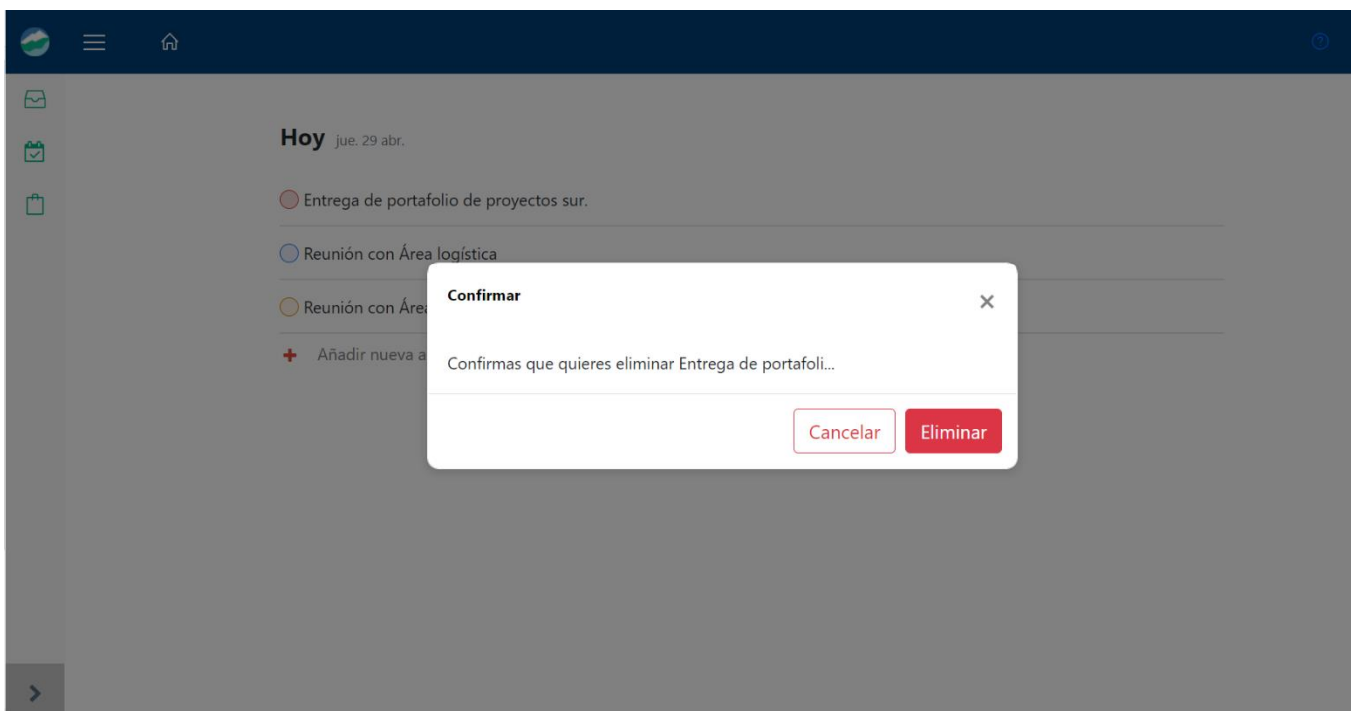 Hoy jue. 29 abr.
Entrega de portafolio de proyectos sur.
Reunión con Área logística
Reunión con
Añadir nueva
Confirmar
Confirmas que quieres eliminar Entrega de portafoli...
Cancelar Eliminar